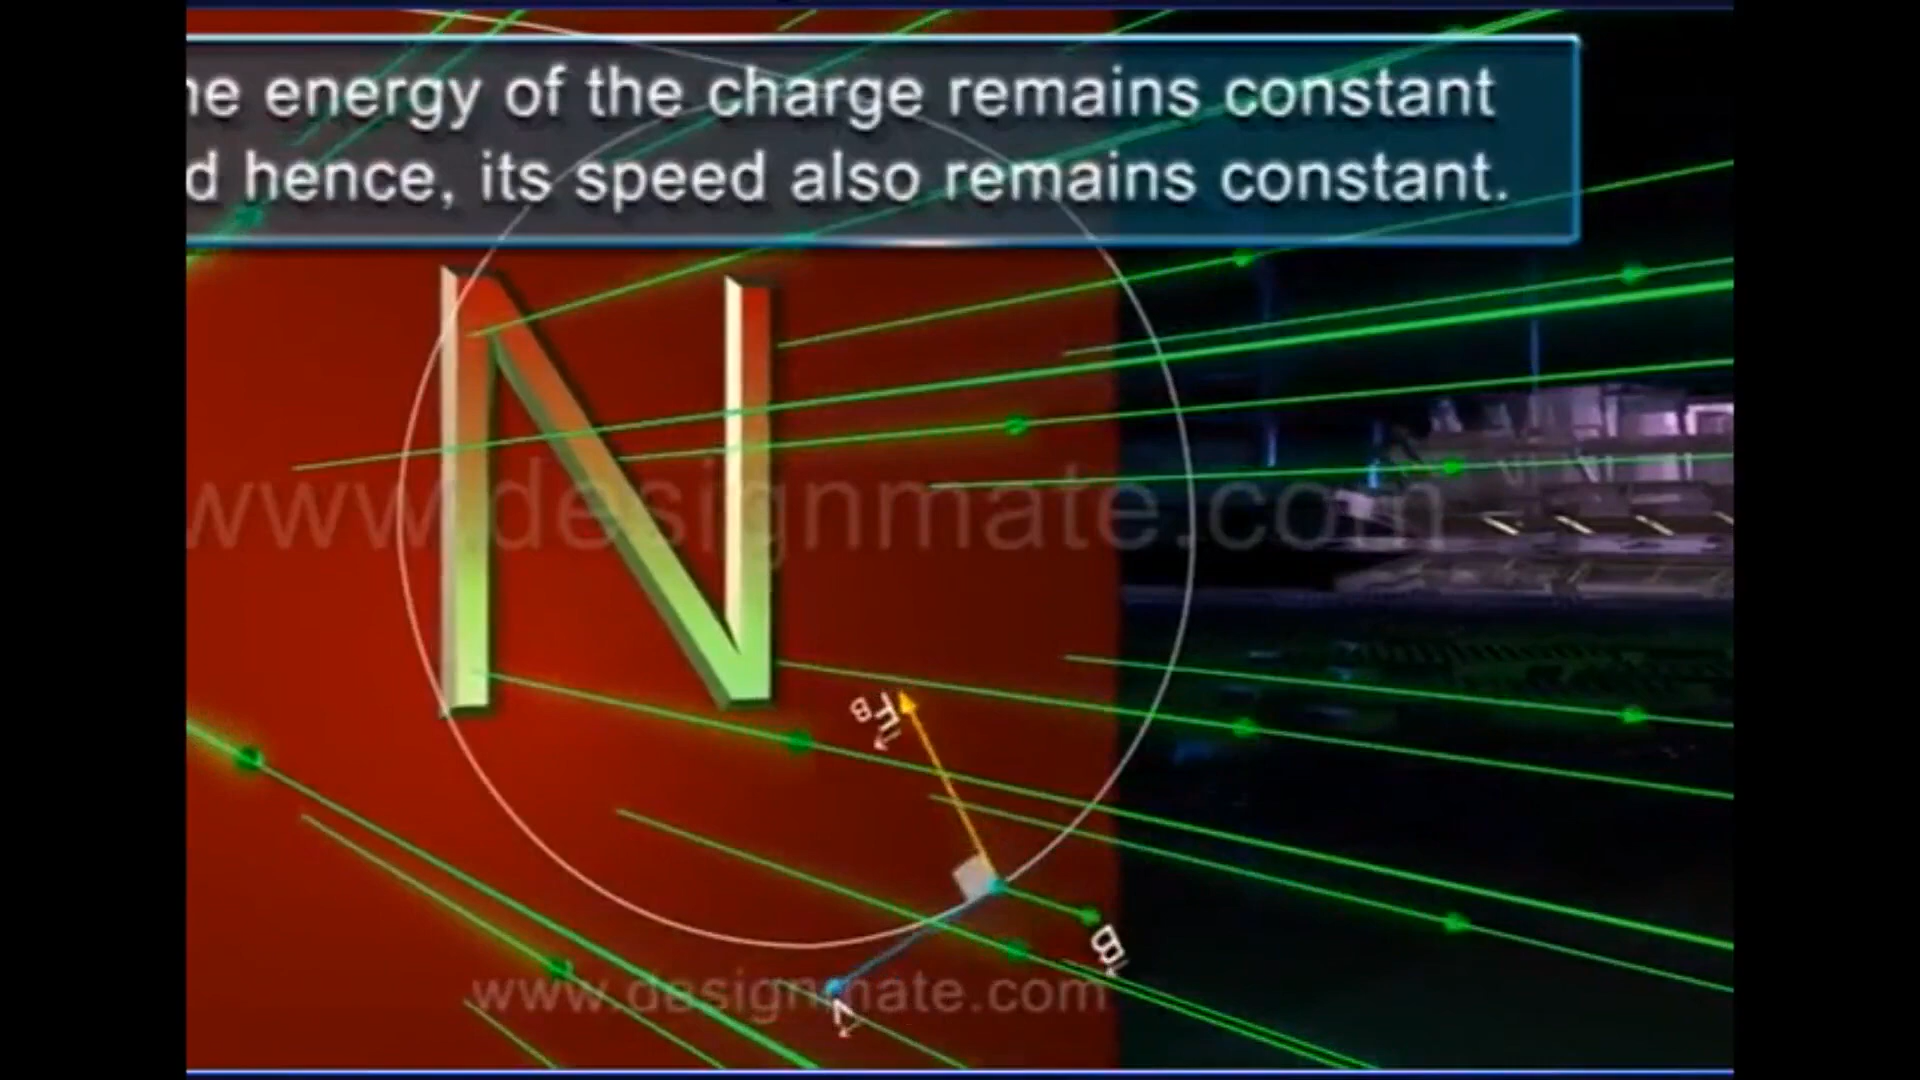 he energy of the charge remains constant
d hence, its speed also remains constant.
N
www.designmate.com
F B
B
V
www.designmate.com